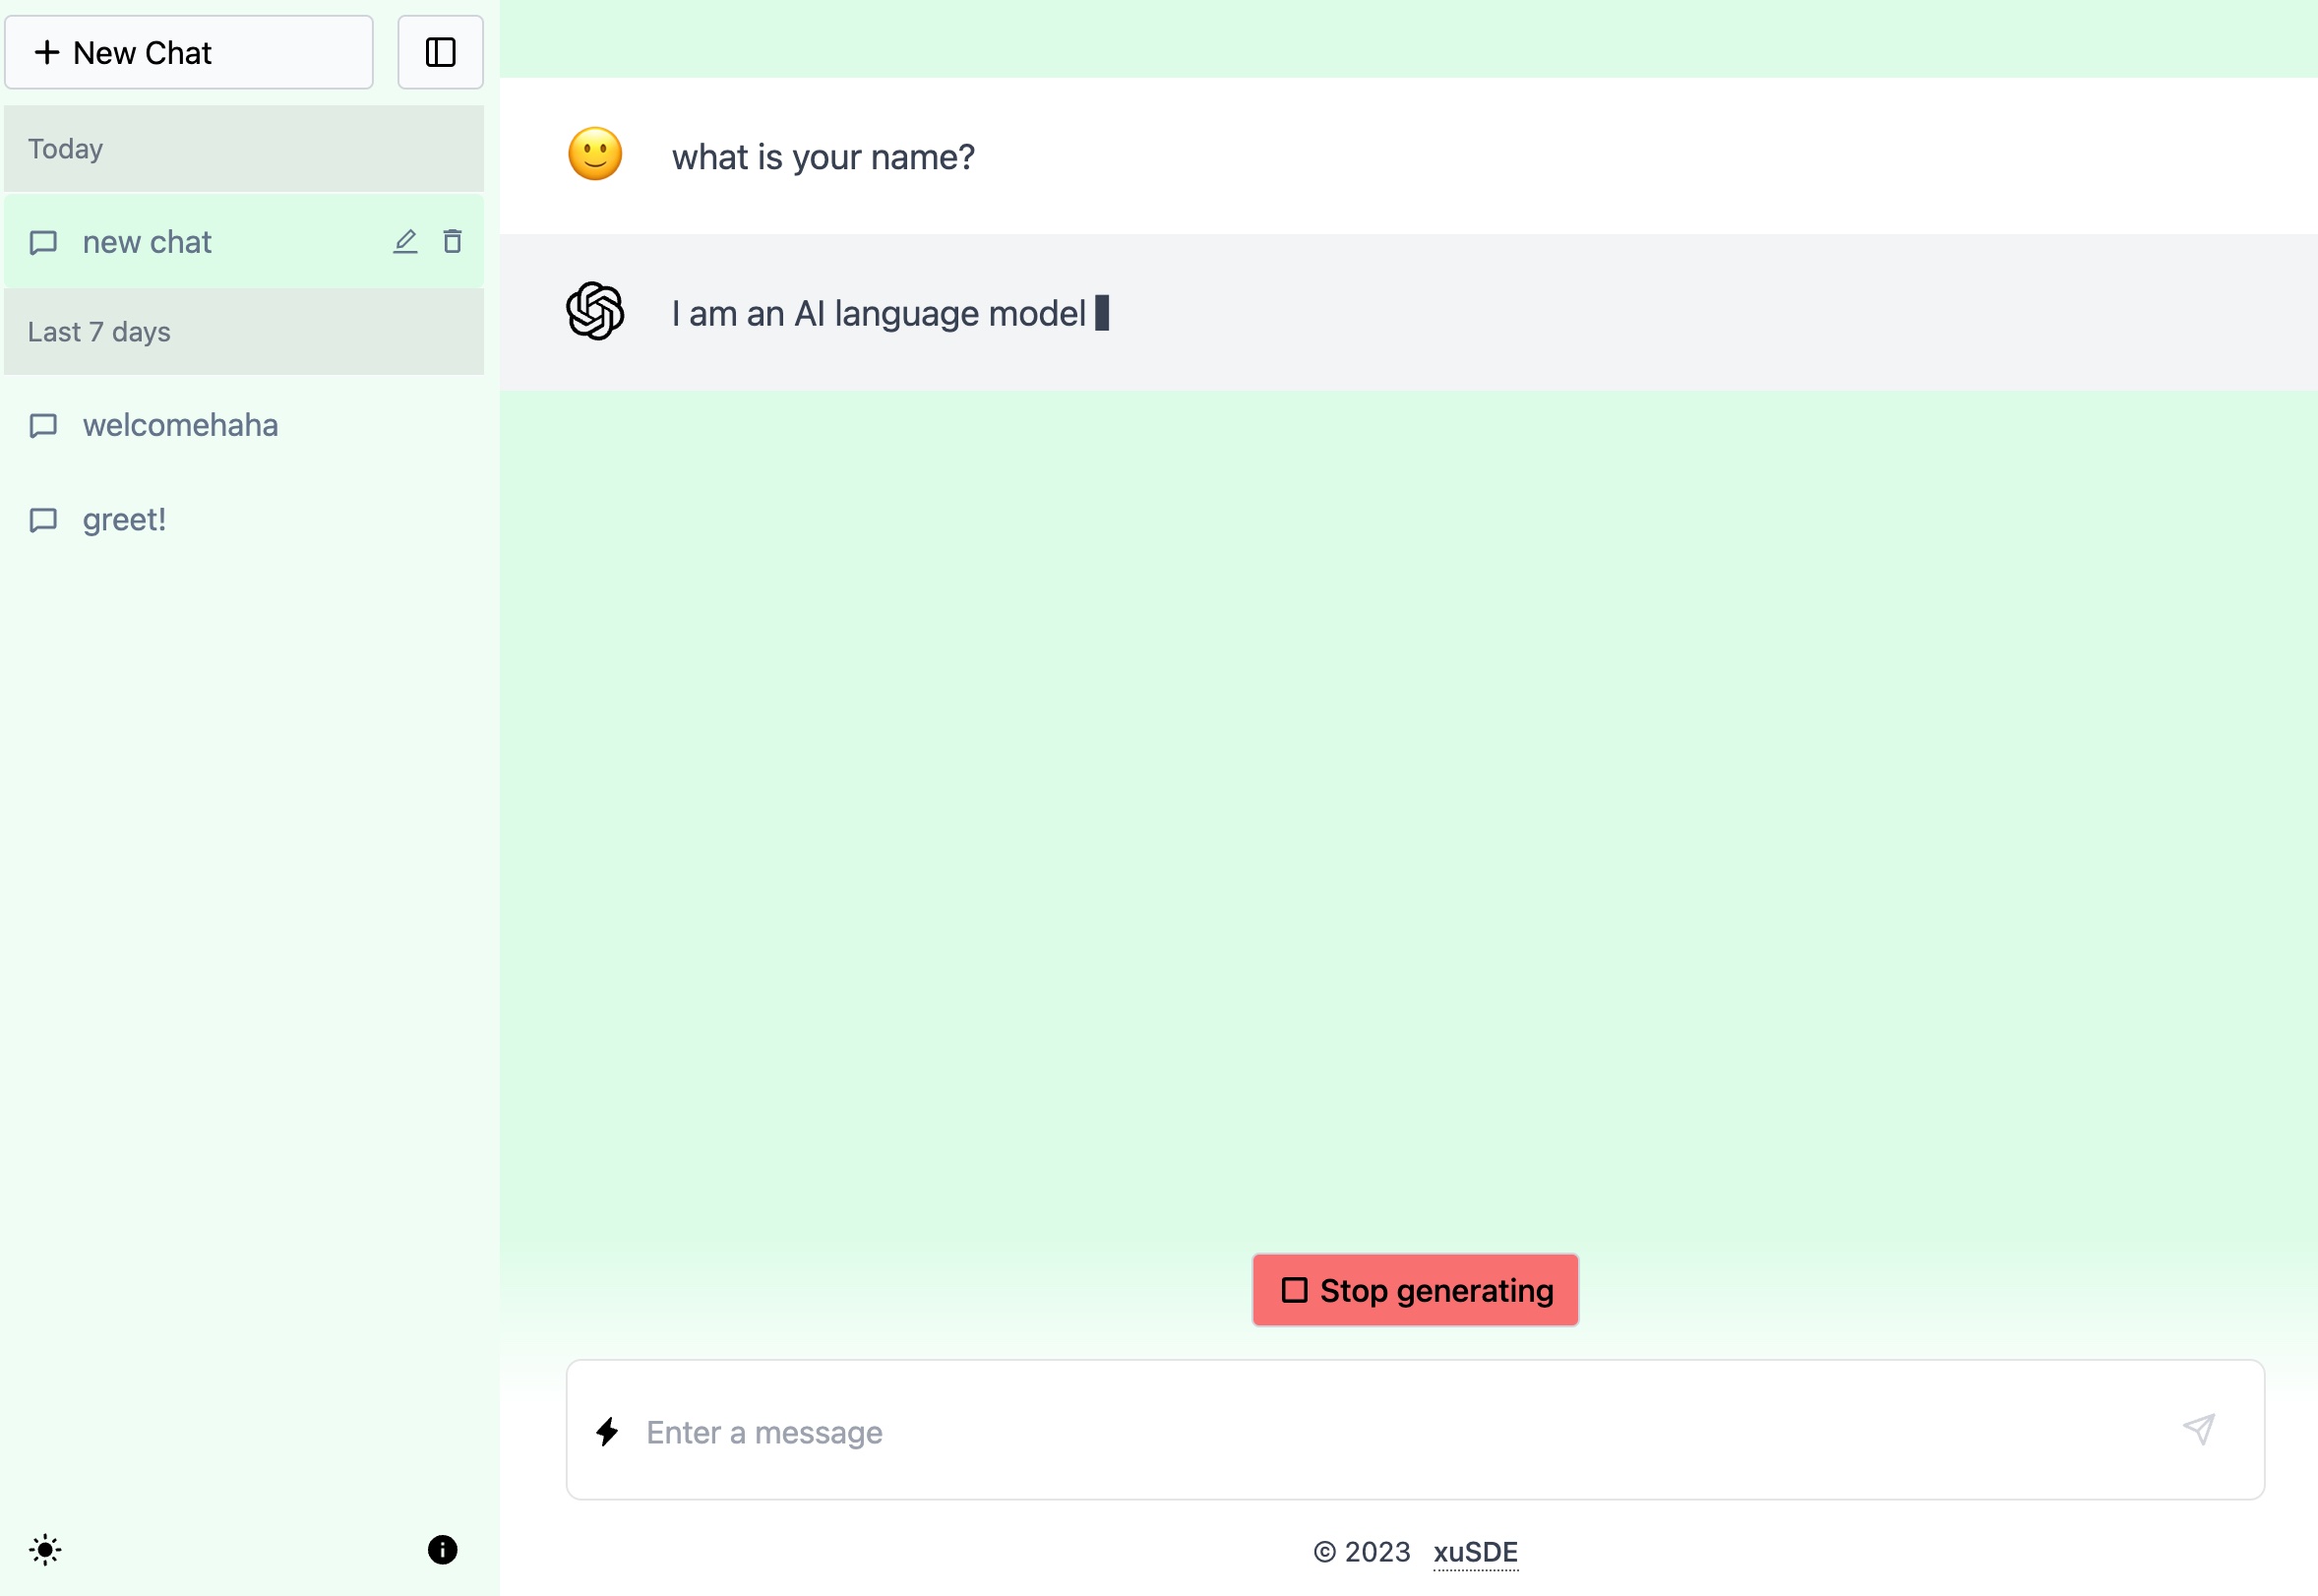 New Chat
Today
new chat
Last 7 days
welcomehaha
greet!
what is your name?
I am an AI language model
Stop generating
Enter a message
© 2023 xuSDE